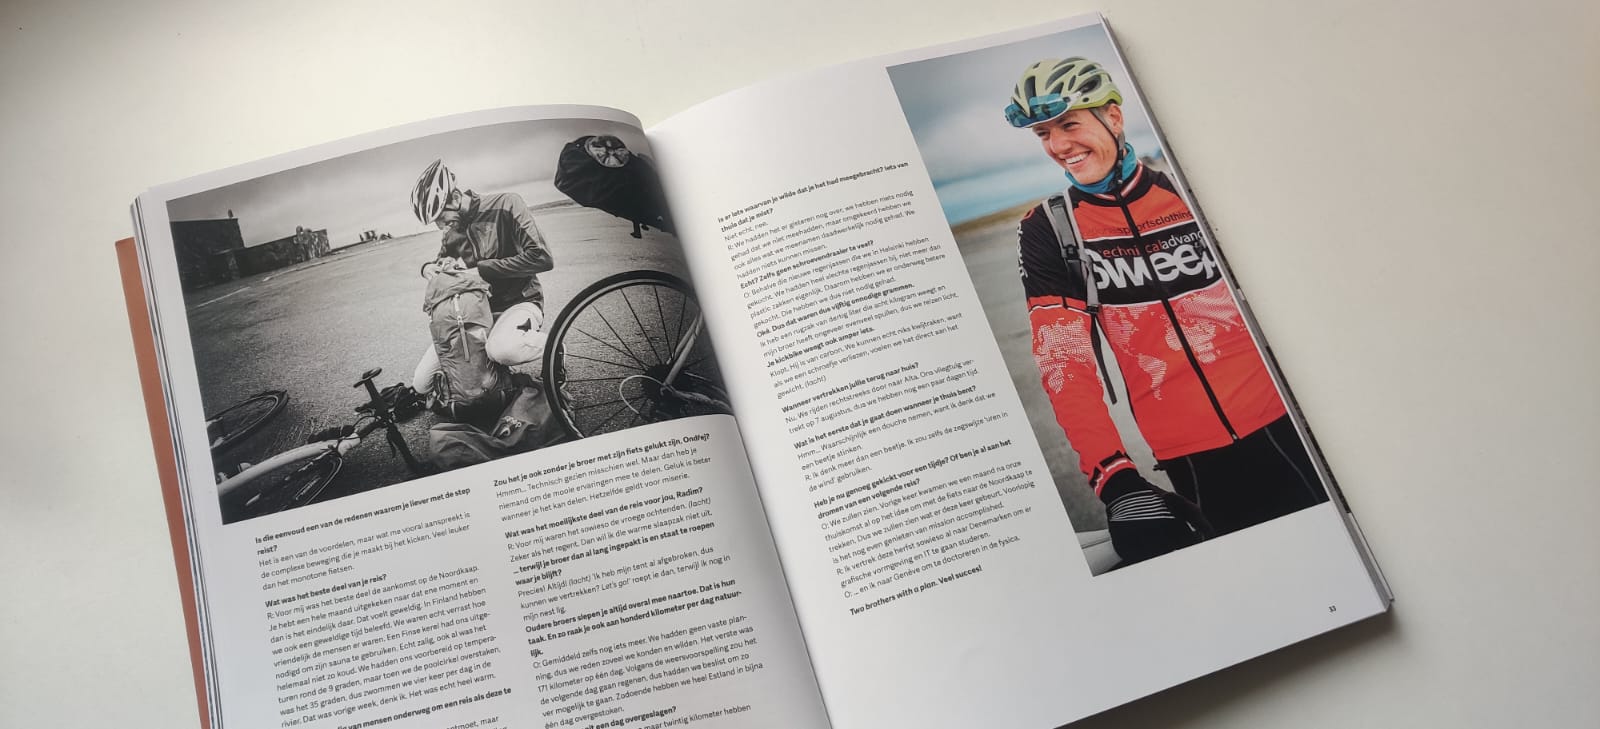 Is die eenvoud een van de redenen waarom je liever met de step
reist?
Het is een van de voordelen, maar wat me vooral aanspreekt is
de complexe beweging die je maakt bij het kicken. Veel leuker
dan het monotone fietsen.
Wat was het beste deel van je reis?
R: Voor mij was het beste deel de aankomst op de Noordkaap.
Je hebt een hele maand uitgekeken naar dat ene moment en
dan is het eindelijk daar. Dat voelt geweldig. In Finland hebben
we ook een geweldige tijd beleefd. We waren echt verrast hoe
vriendelijk de mensen er waren. Een Finse kerel had ons uitge-
nodigd om zijn sauna te gebruiken. Echt zalig, ook al was het
helemaal niet zo koud. We hadden ons voorbereid op tempera-
turen rond de 9 graden, maar toen we de poolcirkel overstaken,
was het 35 graden, dus zwommen we vier keer per dag in de
rivier. Dat was vorige week, denk ik. Het was echt heel warm.
van mensen onderweg om een reis als deze te
maar
Zou het je ook zonder je broer met zijn fiets gelukt zijn, Ondřej?
Hmmm... Technisch gezien misschien wel. Maar dan heb je
niemand om de mooie ervaringen mee te delen. Geluk is beter
wanneer je het kan delen. Hetzelfde geldt voor miserie.
Wat was het moeilijkste deel van de reis voor jou, Radim?
R: Voor mij waren het sowieso de vroege ochtenden. (lacht)
Zeker als het regent. Dan wil ik die warme slaapzak niet uit.
... terwijl je broer dan al lang ingepakt is en staat te roepen
waar je blijft?
Precies! Altijd! (lacht) 'Ik heb mijn tent al afgebroken, dus
kunnen we vertrekken? Let's go!' roept ie dan, terwijl ik nog in
mijn nest lig.
Oudere broers slepen je altijd overal mee naartoe. Dat is hun
taak. En zo raak je ook aan honderd kilometer per dag natuur-
lijk.
O: Gemiddeld zelfs nog iets meer. We hadden geen vaste plan-
ning, dus we reden zoveel we konden en wilden. Het verste was
171 kilometer op één dag. Volgens de weersvoorspelling zou het
de volgende dag gaan regenen, dus hadden we beslist om zo
ver mogelijk te gaan. Zodoende hebben we heel Estland in bijna
één dag overgestoken.
ooit een dag overgeslagen?
maar twintig kilometer hebben
Is er iets waarvan je wilde dat je het had meegebracht? Iets van
thuis dat je mist?
Niet echt, nee.
R: We hadden het er gisteren nog over, we hebben niets nodig
gehad dat we niet meehadden, maar omgekeerd hebben we
ook alles wat we meenamen daadwerkelijk nodig gehad. We
hadden niets kunnen missen.
Echt? Zelfs geen schroevendraaier te veel?
O: Behalve die nieuwe regenjassen die we in Helsinki hebben
gekocht. We hadden heel slechte regenjassen bij, niet meer dan
plastic zakken eigenlijk. Daarom hebben we er onderweg betere
gekocht. Die hebben we dus niet nodig gehad.
Oké. Dus dat waren dus vijftig onnodige grammen.
Ik heb een rugzak van dertig liter die acht kilogram weegt en
mijn broer heeft ongeveer evenveel spullen, dus we reizen licht.
Je kickbike weegt ook amper iets.
Klopt. Hij is van carbon. We kunnen echt niks kwijtraken, want
als we een schroefje verliezen, voelen we het direct aan het
gewicht. (lacht)
Wanneer vertrekken jullie terug naar huis?
Nu. We rijden rechtstreeks door naar Alta. Ons vliegtuig ver-
trekt op 7 augustus, dus we hebben nog een paar dagen tijd.
Wat is het eerste dat je gaat doen wanneer je thuis bent?
Hmm... Waarschijnlijk een douche nemen, want ik denk dat we
een beetje stinken.
R: Ik denk meer dan een beetje. Ik zou zelfs de zegswijze 'uren in
de wind' gebruiken.
Heb je nu genoeg gekickt voor een tijdje? Of ben je al aan het
dromen van een volgende reis?
O: We zullen zien. Vorige keer kwamen we een maand na onze
thuiskomst al op het idee om met de fiets naar de Noordkaap te
trekken. Dus we zullen zien wat er deze keer gebeurt. Voorlopig
is het nog even genieten van mission accomplished.
R: Ik vertrek deze herfst sowieso al naar Denemarken om er
grafische vormgeving en IT te gaan studeren.
O: ... en ik naar Genève om te doctoreren in de fysica.
Two brothers with a plan. Veel succes!
sportsclothing
technicaladvanc
sweep
33